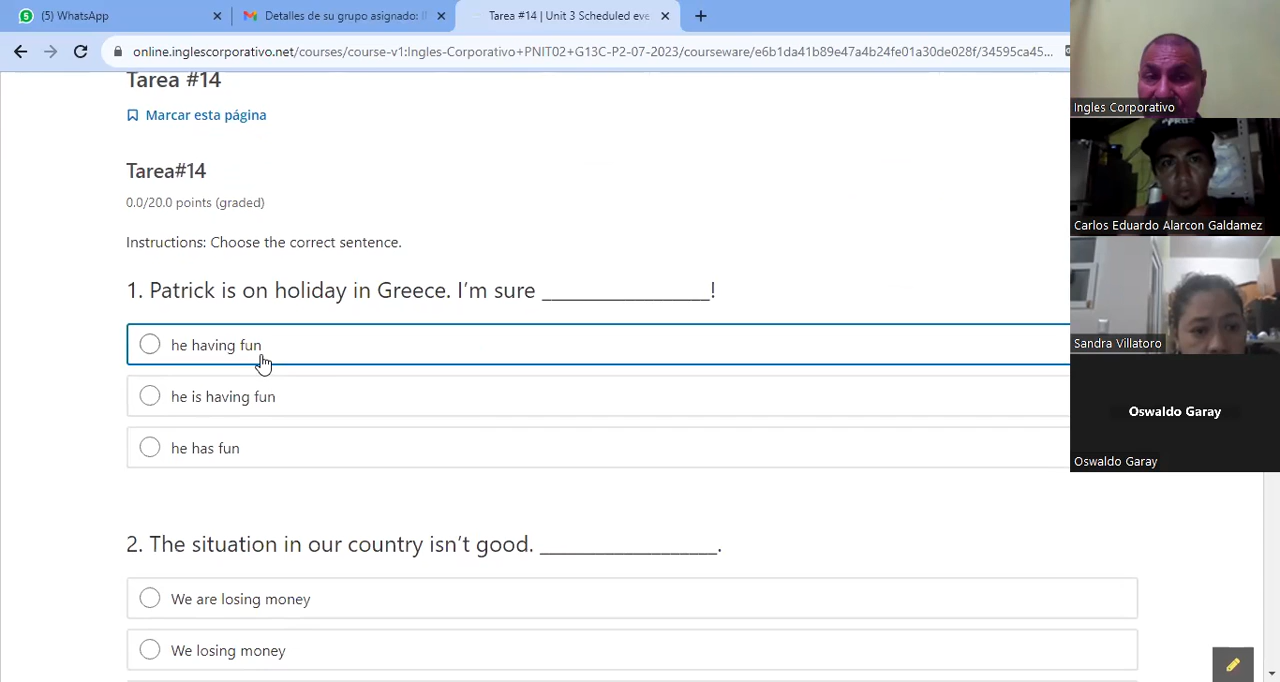 (5) WhatsApp
Detalles de su grupo asignado:
Tarea #14 | Unit 3 Scheduled eve
online.inglescorporativo.net/courses/course-v1:Ingles-Corporativo+PNIT02+G13C-P2-07-2023/courseware/e6b1da41b89e47a4b24fe01a30de028f/34595ca45...
Tarea #14
Marcar esta página
Tarea#14
0.0/20.0 points (graded)
Instructions: Choose the correct sentence.
1. Patrick is on holiday in Greece. I’m sure _________________!
he having fun
he is having fun
he has fun
2. The situation in our country isn’t good. __________________.
We are losing money
We losing money
Ingles Corporativo
Carlos Eduardo Alarcon Galdamez
Sandra Villatoro
Oswaldo Garay
Oswaldo Garay